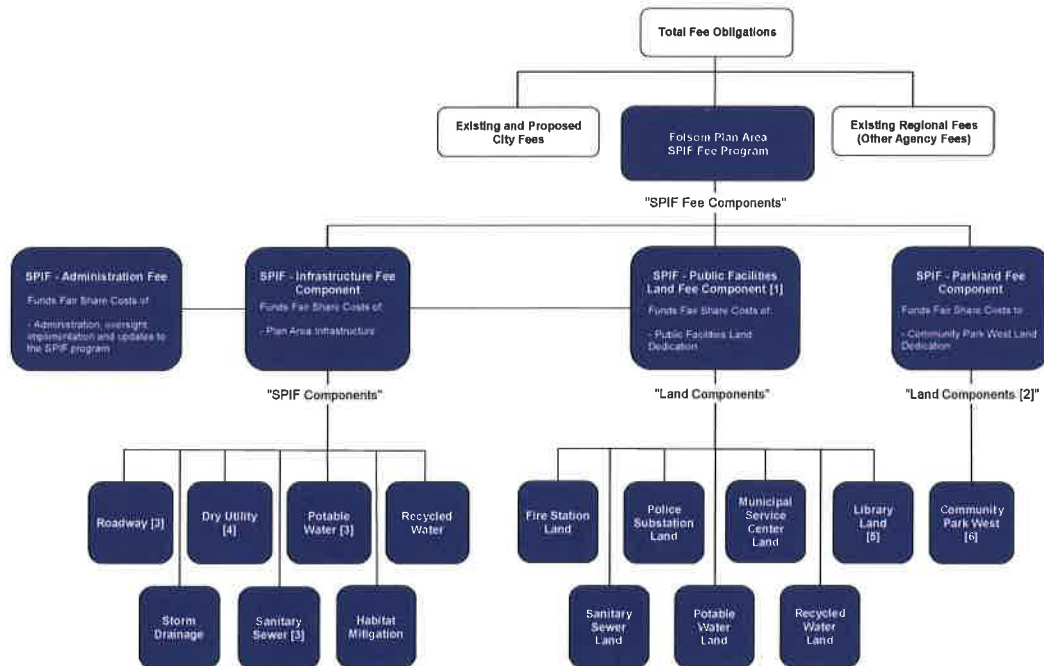 Total Fee Obligations
Existing and Proposed
City Fees
Folsom Plan Area
SPIF Fee Program
Existing Regional Fees
(Other Agency Fees)
"SPIF Fee Components"
SPIF - Administration Fee
Funds Fair Share Costs of
- Administration, oversight
implementation and updates to
the SPIF program
SPIF - Infrastructure Fee
Component
Funds Fair Share Costs of:
- Plan Area Infrastructure
SPIF - Public Facilities
Land Fee Component [1]
Funds Fair Share Costs of:
- Public Facilities Land
Dedication
SPIF - Parkland Fee
Component
Funds Fair Share Costs to
- Community Park West Land
Dedication
"SPIF Components"
"Land Components"
"Land Components [2]"
Roadway [3]
Dry Utility
[4]
Potable
Water [3]
Recycled
Water
Fire Station
Land
Police
Substation
Land
Municipal
Service
Center
Land
Library
Land
[5]
Community
Park West
[6]
Storm
Drainage
Sanitary
Sewer [3]
Habitat
Mitigation
Sanitary
Sewer
Land
Potable
Water
Land
Recycled
Water
Land